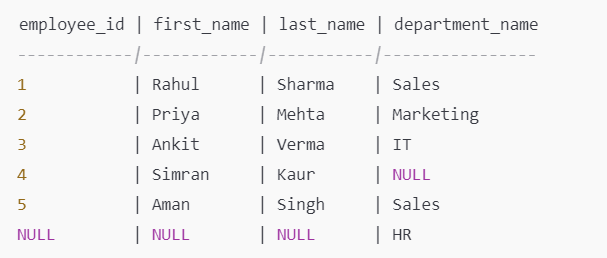 employee_id | first_name | last_name | department_name
------------/------------/-----------/----------------
1           | Rahul      | Sharma    | Sales
2           | Priya      | Mehta     | Marketing
3           | Ankit      | Verma     | IT
4           | Simran     | Kaur      | NULL
5           | Aman       | Singh     | Sales
NULL        | NULL       | NULL      | HR